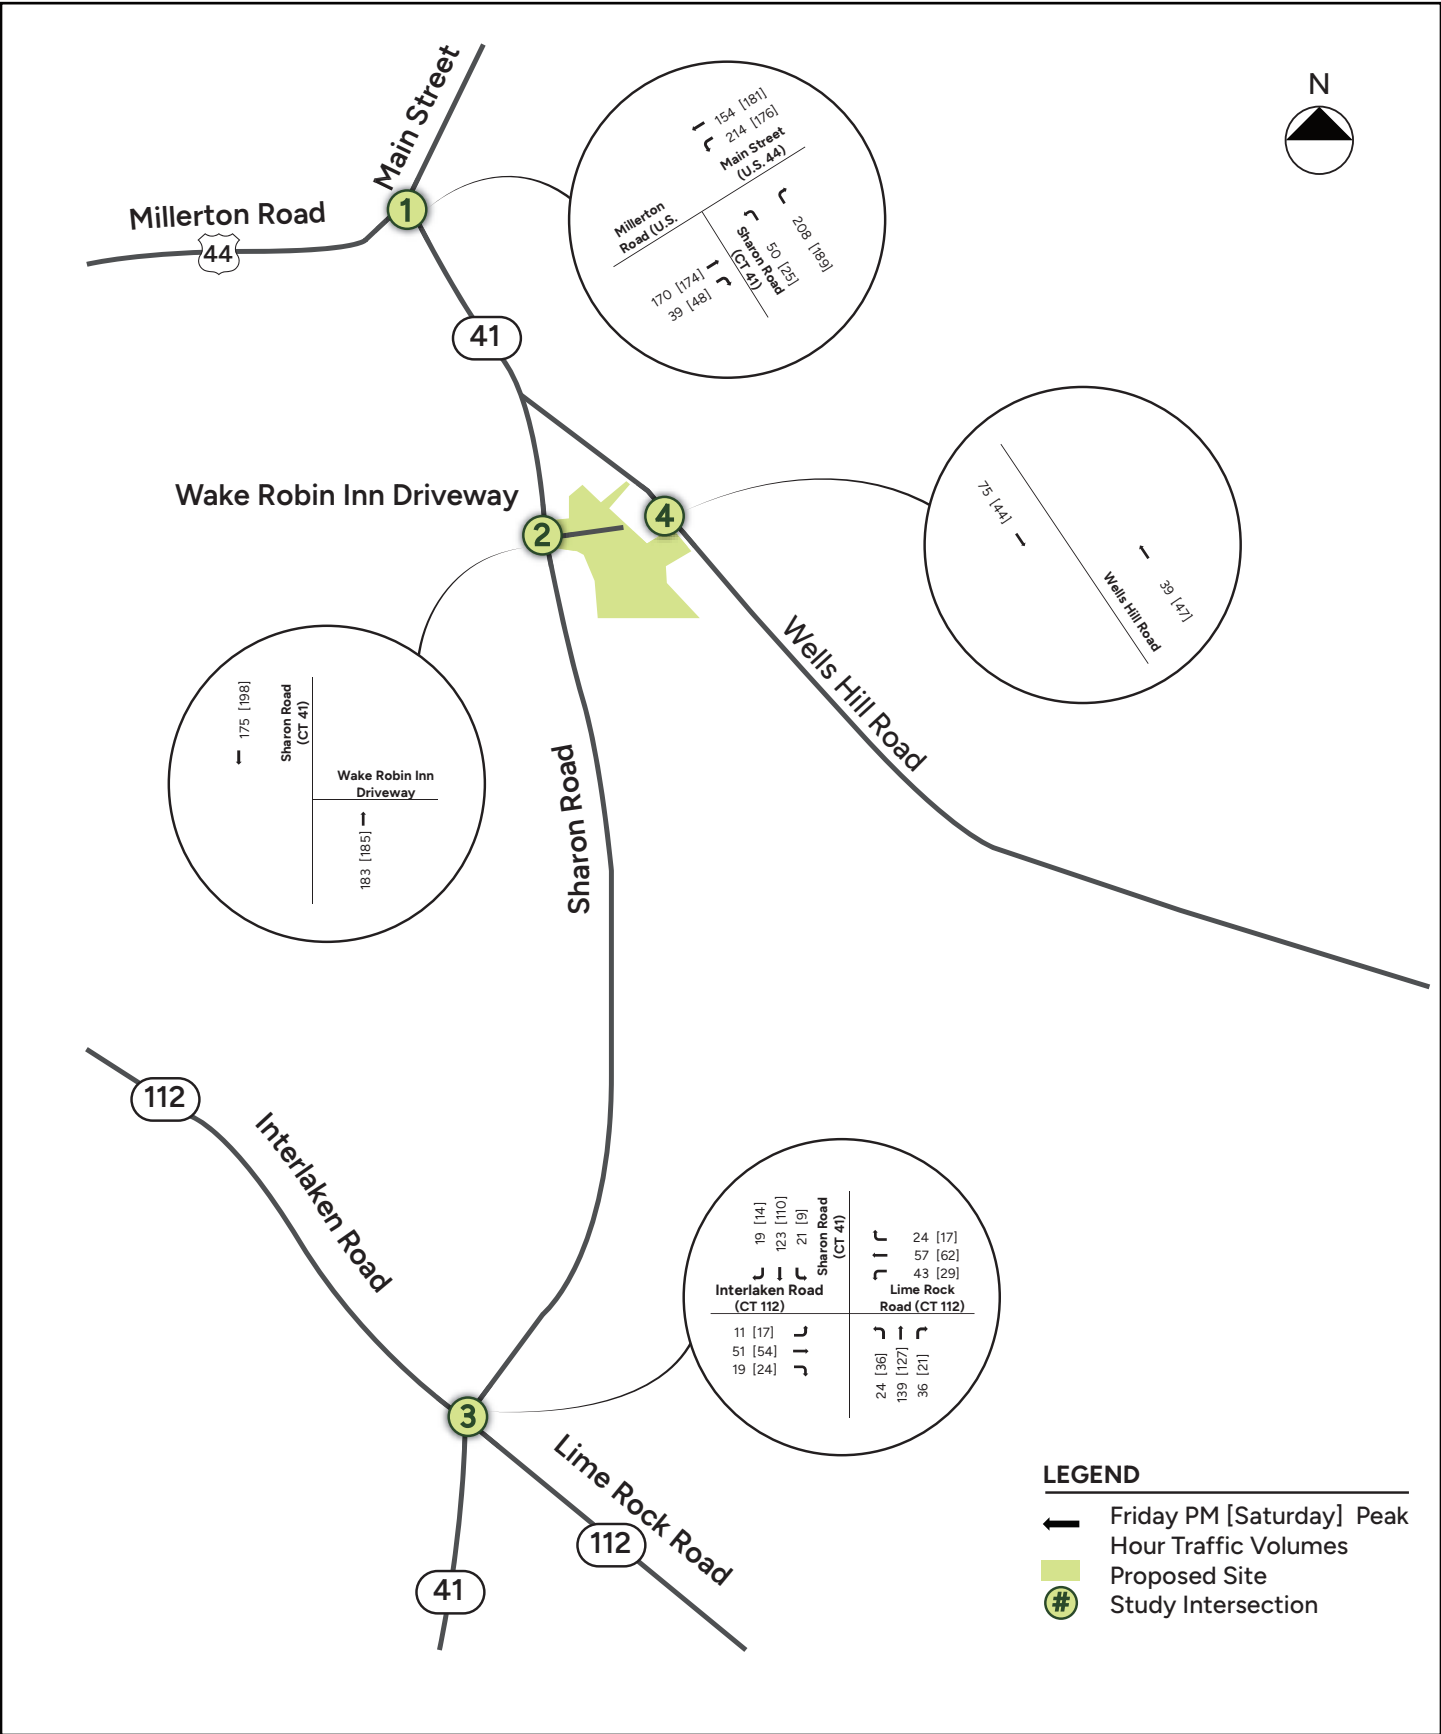 N
Main Street
Millerton Road
44
1
154 [181]
214 [176]
Main Street
(U.S. 44)
Millerton
Road (U.S.
208 [189]
50 [25]
Sharon Road
(CT 41)
170 [174]
39 [48]
41
Wake Robin Inn Driveway
2
4
75 [44]
39 [47]
Wells Hill Road
Wells Hill Road
175 [198]
Sharon Road
(CT 41)
Wake Robin Inn
Driveway
183 [185]
Sharon Road
112
Interlaken Road
19 [14]
123 [110]
21 [9]
Sharon Road
(CT 41)
24 [17]
57 [62]
43 [29]
Interlaken Road
(CT 112)
Lime Rock
Road (CT 112)
11 [17]
51 [54]
19 [24]
24 [36]
139 [127]
36 [21]
3
Lime Rock Road
112
41
LEGEND
Friday PM [Saturday] Peak
Hour Traffic Volumes
Proposed Site
# Study Intersection